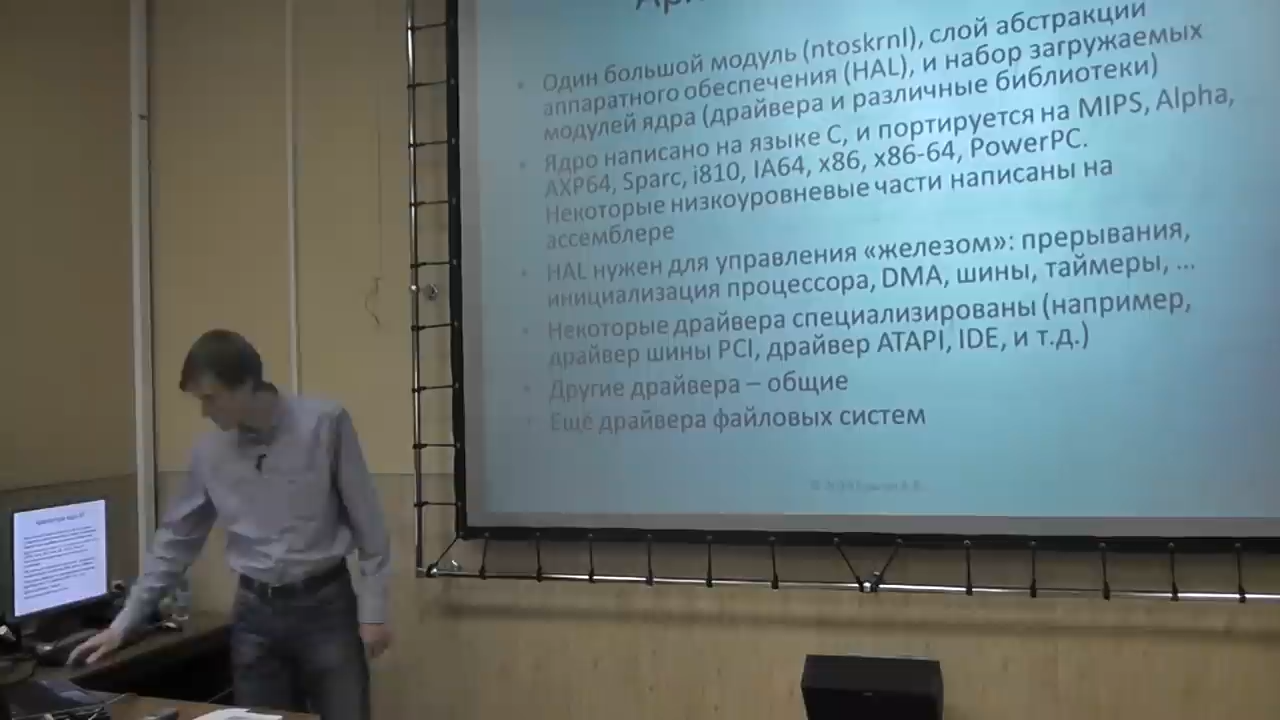 Один большой модуль (ntoskrnl), слой абстракции
аппаратного обеспечения (HAL), и набор загружаемых
модулей ядра (драйвера и различные библиотеки)
Ядро написано на языке C, и портируется на MIPS, Alpha,
AXP64, Sparc, i810, IA64, x86, x86-64, PowerPC.
Некоторые низкоуровневые части написаны на
ассемблере
HAL нужен для управления «железом»: прерывания,
инициализация процессора, DMA, шины, таймеры, ...
Некоторые драйвера специализированы (например,
драйвер шины PCI, драйвер ATAPI, IDE, и т.д.)
Другие драйвера – общие
Ещё драйвера файловых систем